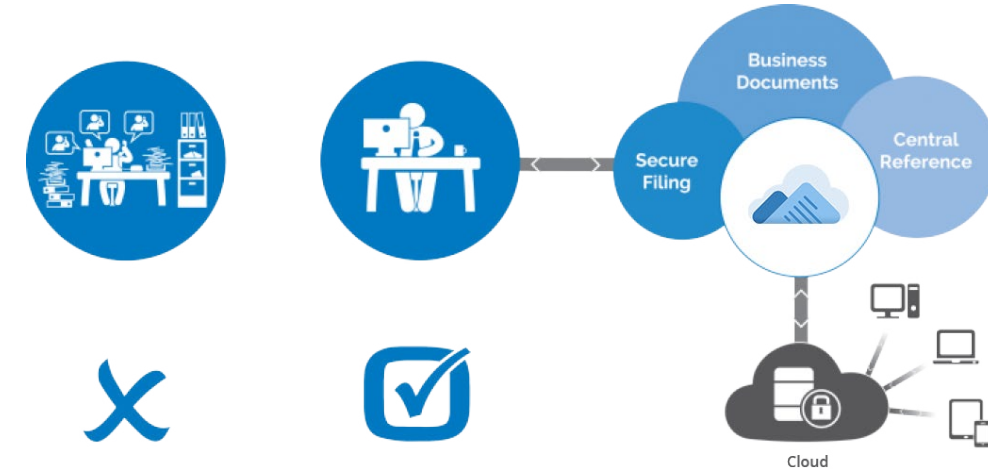 Business
Documents
Secure
Filing
Central
Reference
Cloud